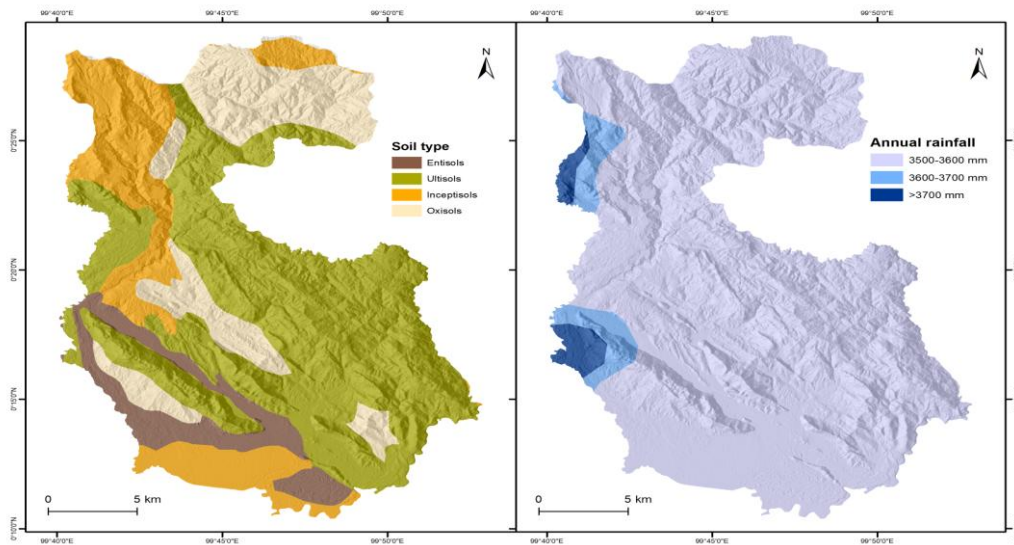 99°40'0"E 99°45'0"E 99°50'0"E 99°40'0"E 99°45'0"E 99°50'0"E
N
N
0°25'0"N
0°20'0"N
0°15'0"N
0°10'0"N
Soil type
Entisols
Ultisols
Inceptisols
Oxisols
Annual rainfall
3500-3600 mm
3600-3700 mm
>3700 mm
0 5 km
0 5 km
99°40'0"E 99°45'0"E 99°50'0"E 99°40'0"E 99°45'0"E 99°50'0"E